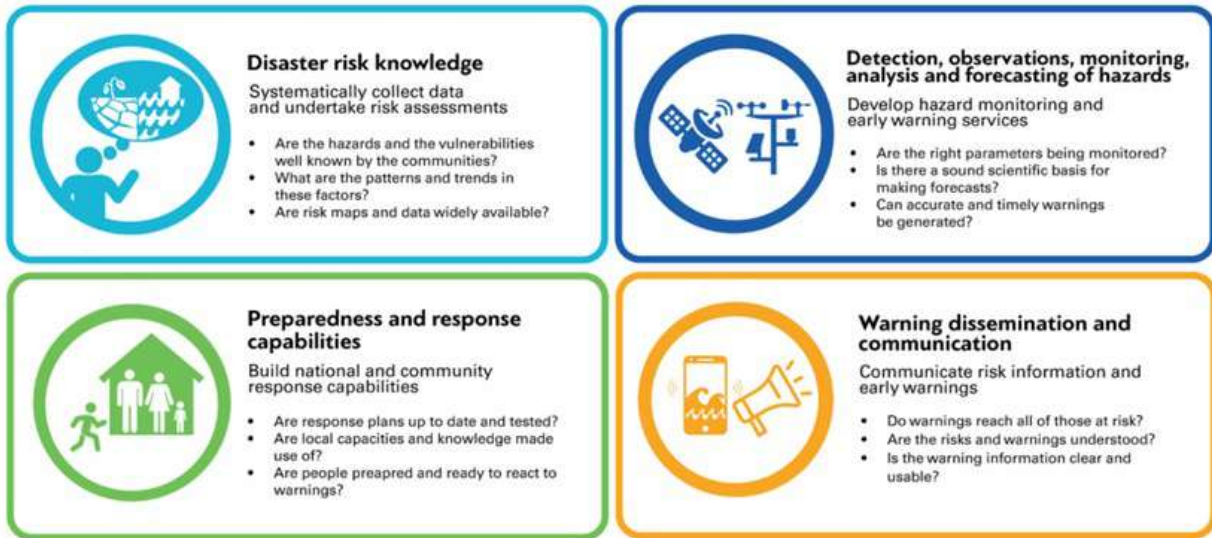 Disaster risk knowledge
Systematically collect data
and undertake risk assessments
• Are the hazards and the vulnerabilities
well known by the communities?
• What are the patterns and trends in
these factors?
• Are risk maps and data widely available?
Detection, observations, monitoring,
analysis and forecasting of hazards
Develop hazard monitoring and
early warning services
• Are the right parameters being monitored?
• Is there a sound scientific basis for
making forecasts?
• Can accurate and timely warnings
be generated?
Preparedness and response
capabilities
Build national and community
response capabilities
• Are response plans up to date and tested?
• Are local capacities and knowledge made
use of?
• Are people preapred and ready to react to
warnings?
Warning dissemination and
communication
Communicate risk information and
early warnings
• Do warnings reach all of those at risk?
• Are the risks and warnings understood?
• Is the warning information clear and
usable?